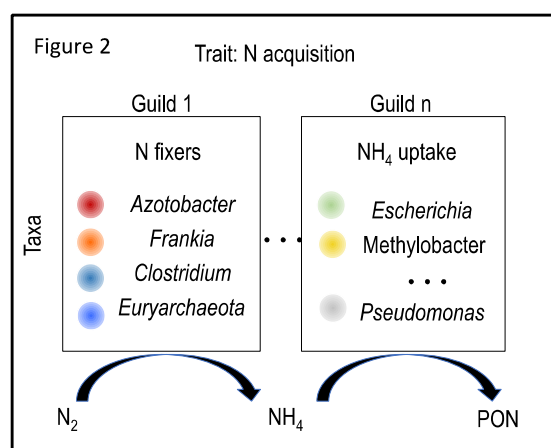 Figure 2
Trait: N acquisition
Guild 1
Guild n
N fixers
NH₄ uptake
Taxa
Azotobacter
Frankia
Clostridium
Euryarchaeota
• • •
Escherichia
Methylobacter
• • •
Pseudomonas
N₂
NH₄
PON